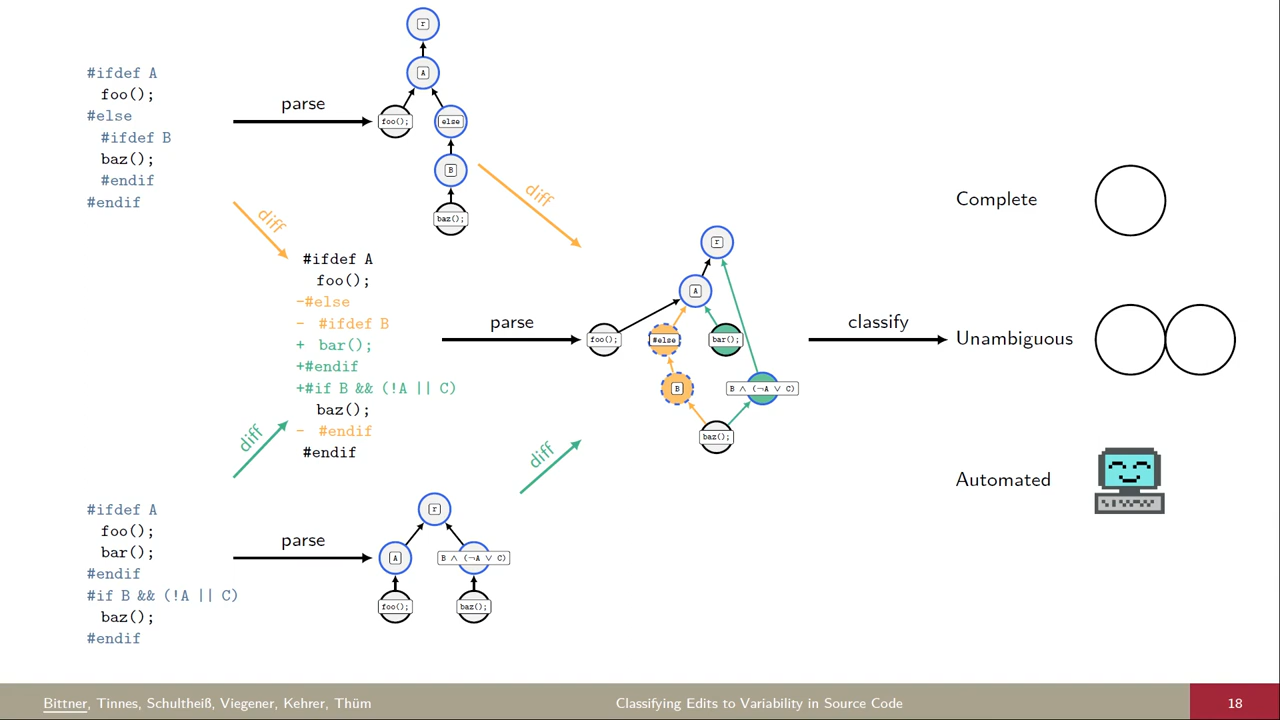 #ifdef A
foo();
#else
#ifdef B
baz();
#endif
#endif
parse
r
A
foo();
else
B
baz();
diff
diff
#ifdef A
foo();
-#else
- #ifdef B
+ bar();
+#endif
+#if B && (!A || C)
baz();
- #endif
#endif
parse
r
A
foo();
#else
bar();
B
B ∧ (¬A ∨ C)
baz();
classify
Complete
Unambiguous
Automated
diff
diff
#ifdef A
foo();
bar();
#endif
#if B && (!A || C)
baz();
#endif
parse
r
A
B ∧ (¬A ∨ C)
foo();
baz();
Bittner, Tinnes, Schultheiß, Viegener, Kehrer, Thüm
Classifying Edits to Variability in Source Code
18